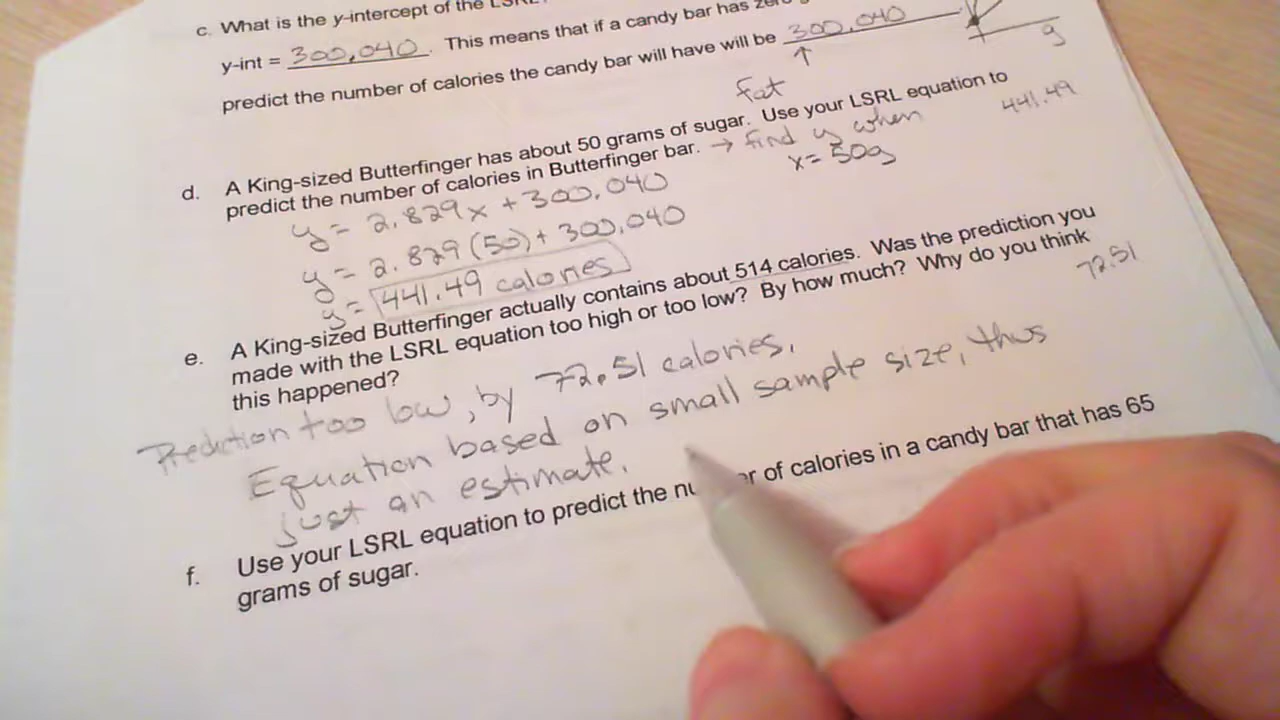 c. What is the y-intercept of the LSRL?
y-int = 300.040. This means that if a candy bar has zero
predict the number of calories the candy bar will have will be 300.040
↑
g
fat
441.49
d. A King-sized Butterfinger has about 50 grams of sugar. Use your LSRL equation to
predict the number of calories in Butterfinger bar. → find y when
x = 50g
y = 2.829x + 300.040
y = 2.829(50) + 300.040
y = 441.49 calories
e. A King-sized Butterfinger actually contains about 514 calories. Was the prediction you
made with the LSRL equation too high or too low? By how much? Why do you think
this happened?
72.51
Prediction too low, by 72.51 calories.
Equation based on small sample size, thus
just an estimate.
f. Use your LSRL equation to predict the nu er of calories in a candy bar that has 65
grams of sugar.